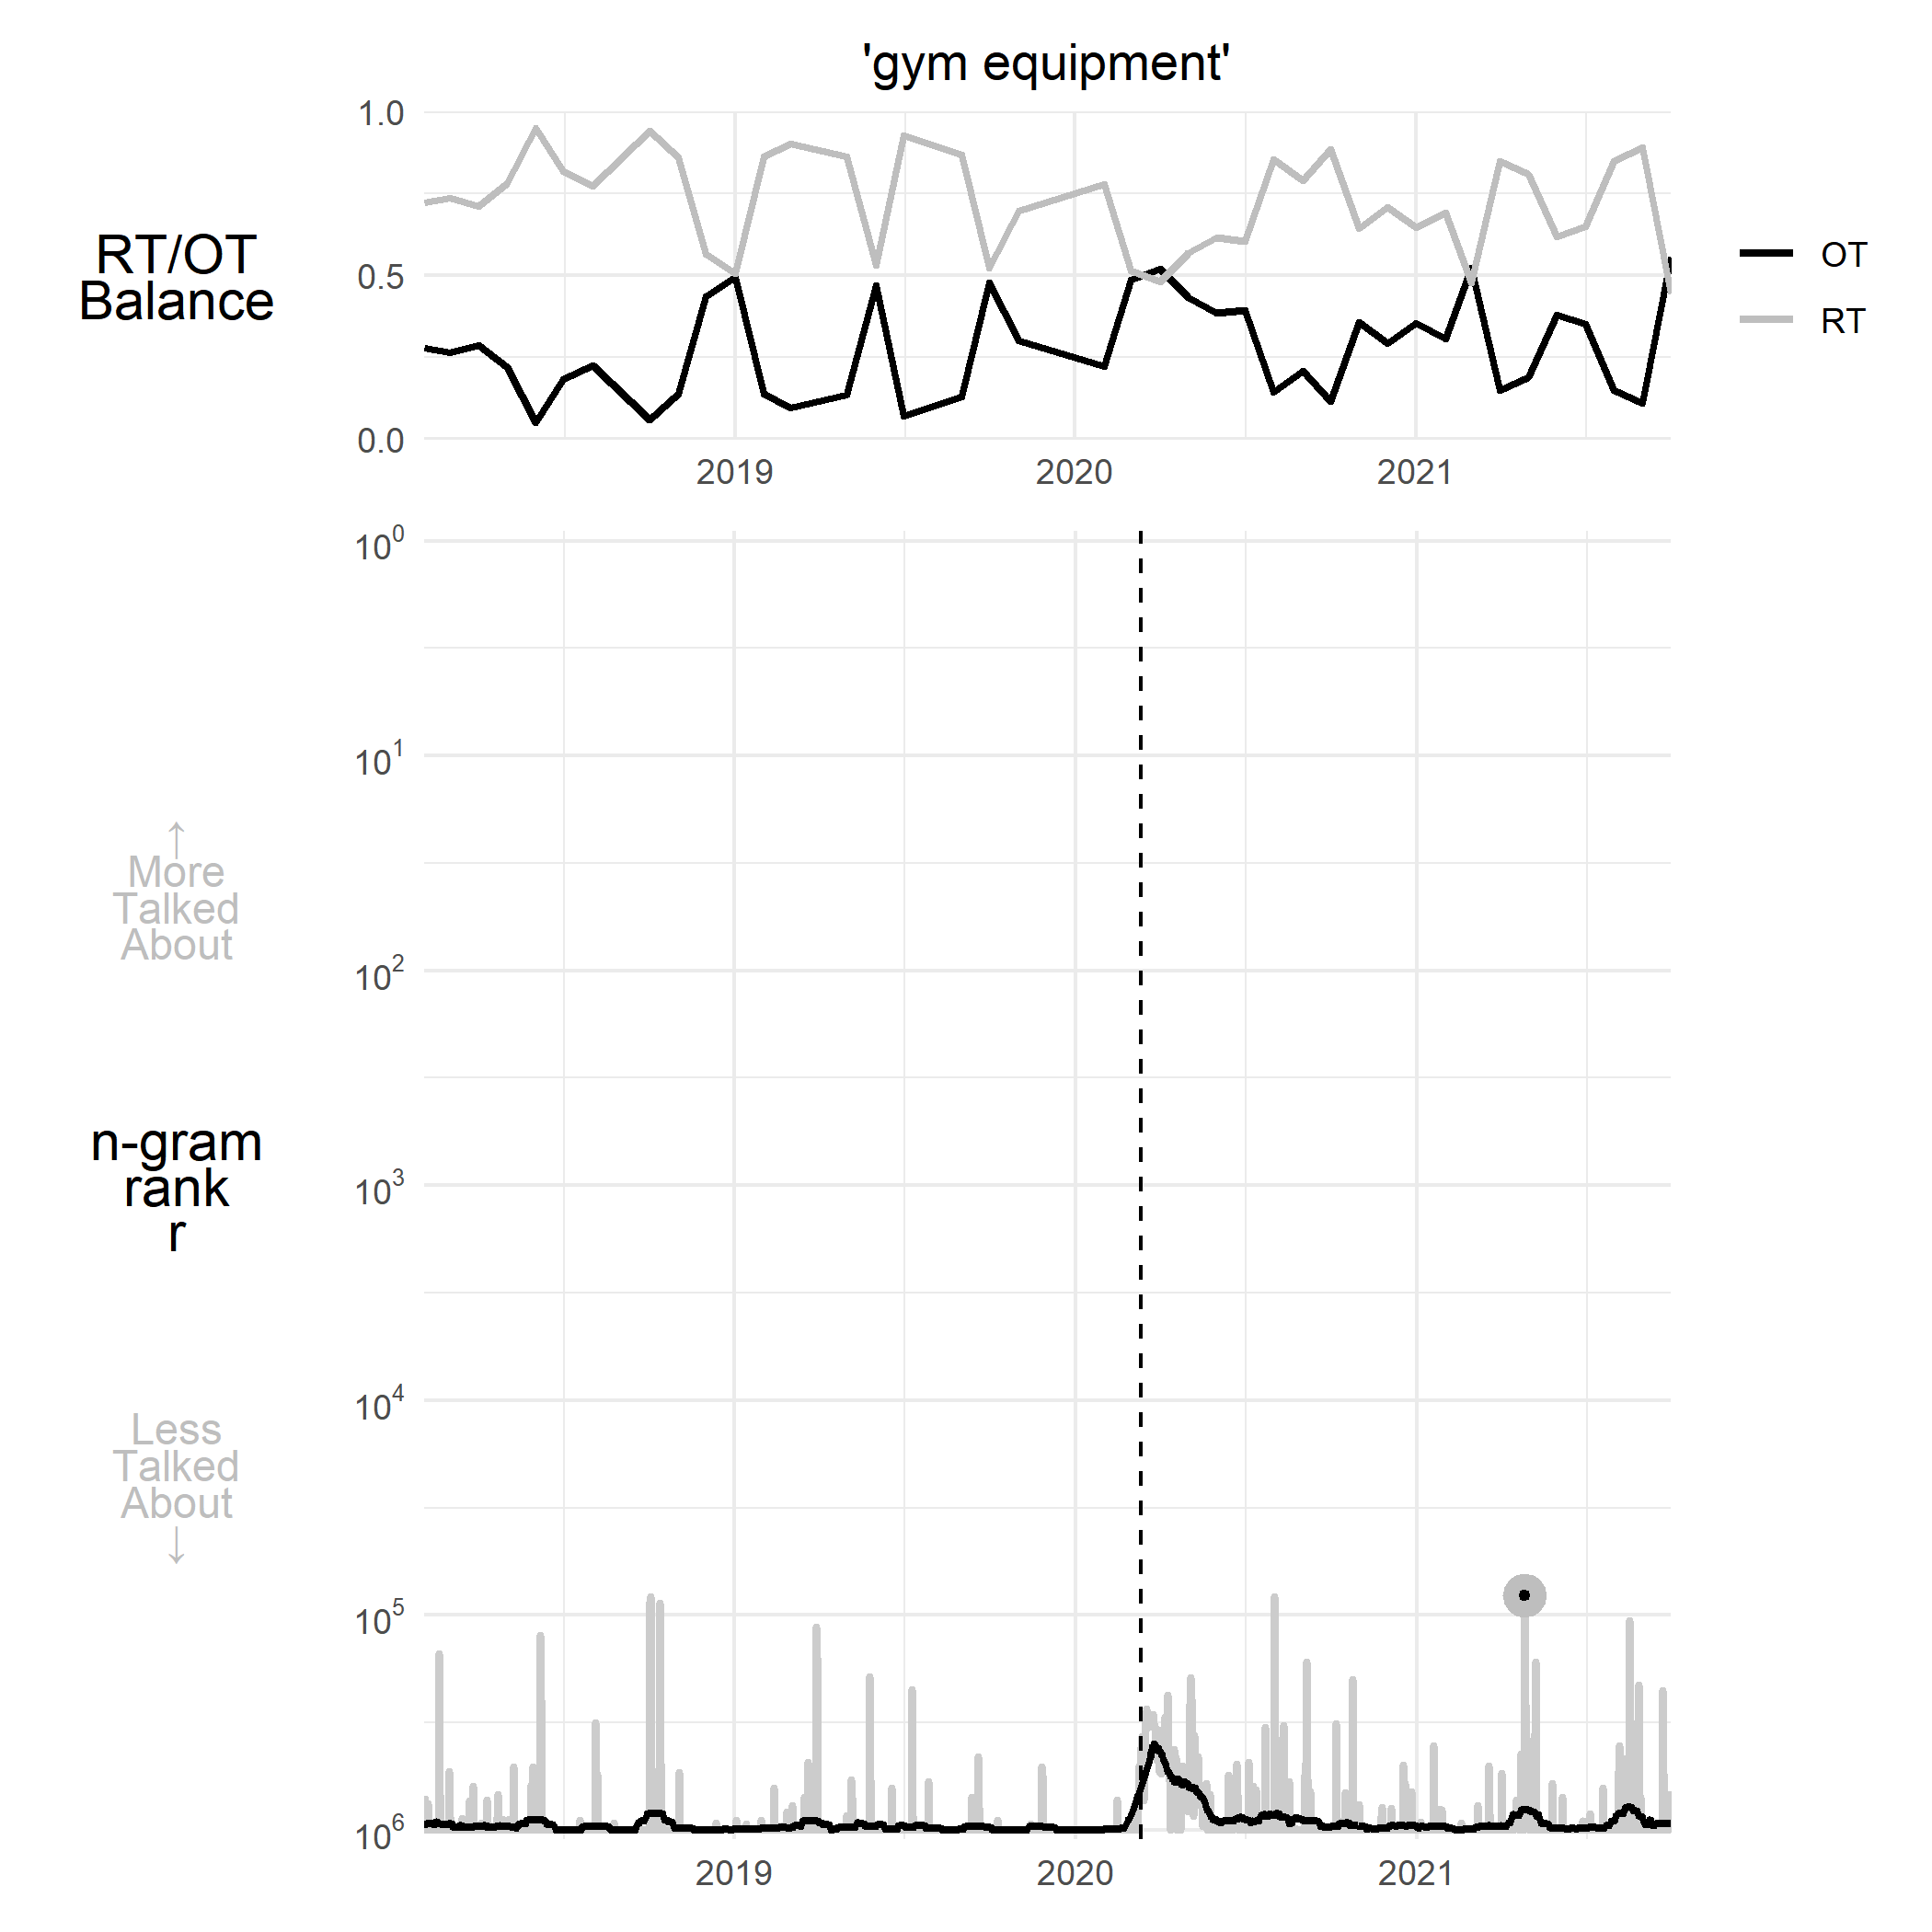 'gym equipment'
1.0
0.5
0.0
RT/OT
Balance
OT
RT
2019 2020 2021
10^0
10^1
10^2
10^3
10^4
10^5
10^6
↑
More
Talked
About
n-gram
rank
r
Less
Talked
About
↓
2019 2020 2021